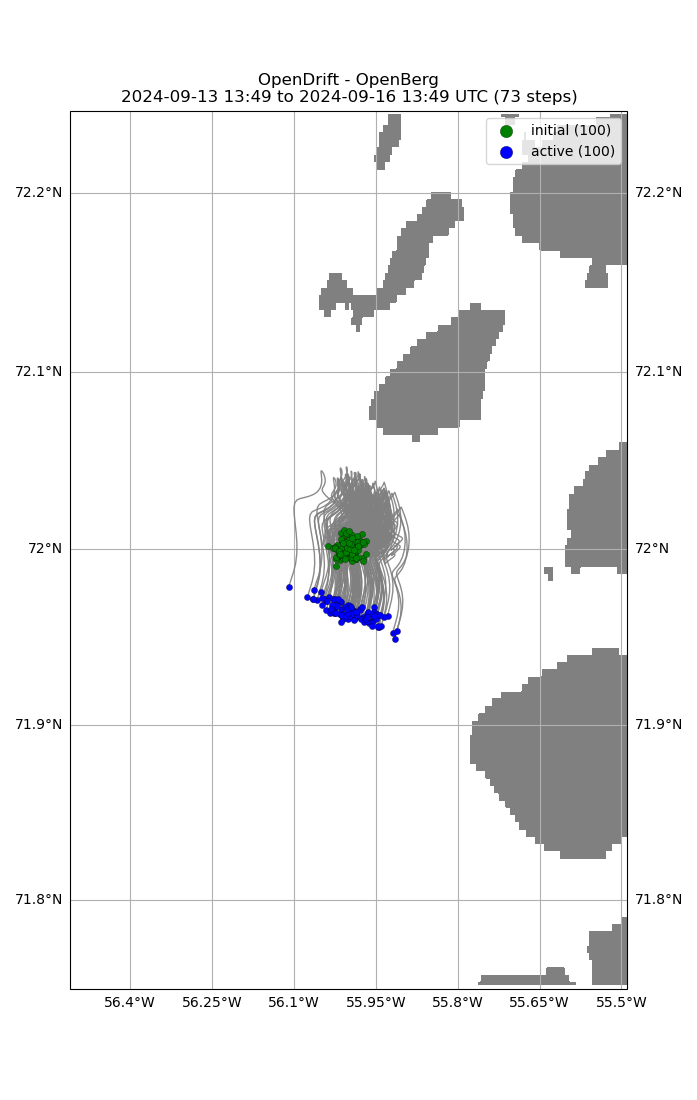 OpenDrift - OpenBerg
2024-09-13 13:49 to 2024-09-16 13:49 UTC (73 steps)
initial (100)
active (100)
72.2°N 72.2°N
72.1°N 72.1°N
72°N 72°N
71.9°N 71.9°N
71.8°N 71.8°N
56.4°W 56.25°W 56.1°W 55.95°W 55.8°W 55.65°W 55.5°W